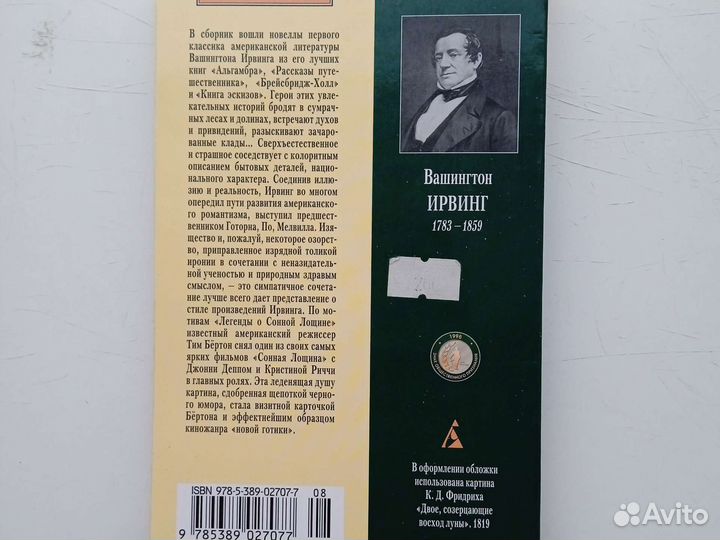 В сборник вошли новеллы первого
классика американской литературы
Вашингтона Ирвинга из его лучших
книг «Альгамбра», «Рассказы путе-
шественника», «Брейсбридж-Холл»
и «Книга эскизов». Герои этих увле-
кательных историй бродят в сумрач-
ных лесах и долинах, встречают духов
и привидений, разыскивают зачаро-
ванные клады... Сверхъестественное
и страшное соседствует с колоритным
описанием бытовых деталей, нацио-
нального характера. Соединив иллю-
зию и реальность, Ирвинг во многом
опередил пути развития американско-
го романтизма, выступил предшест-
венником Готорна, По, Мелвилла. Изя-
щество и, пожалуй, некоторое озорст-
во, приправленное изрядной толикой
иронии в сочетании с неназидатель-
ной ученостью и природным здравым
смыслом, – это симпатичное сочета-
ние лучше всего дает представление о
стиле произведений Ирвинга. По мо-
тивам «Легенды о Сонной Лощине»
известный американский режиссер
Тим Бёртон снял один из своих самых
ярких фильмов «Сонная Лощина» с
Джонни Деппом и Кристиной Риччи
в главных ролях. Эта леденящая душу
картина, сдобренная щепоткой черно-
го юмора, стала визитной карточкой
Бёртона и эффектнейшим образцом
киножанра «новой готики».
ISBN 978-5-389-02707-7
08
9 785389 027077
Вашингтон
ИРВИНГ
1783 – 1859
1998
В оформлении обложки
использована картина
К. Д. Фридриха
«Двое, созерцающие
восход луны». 1819
Avito